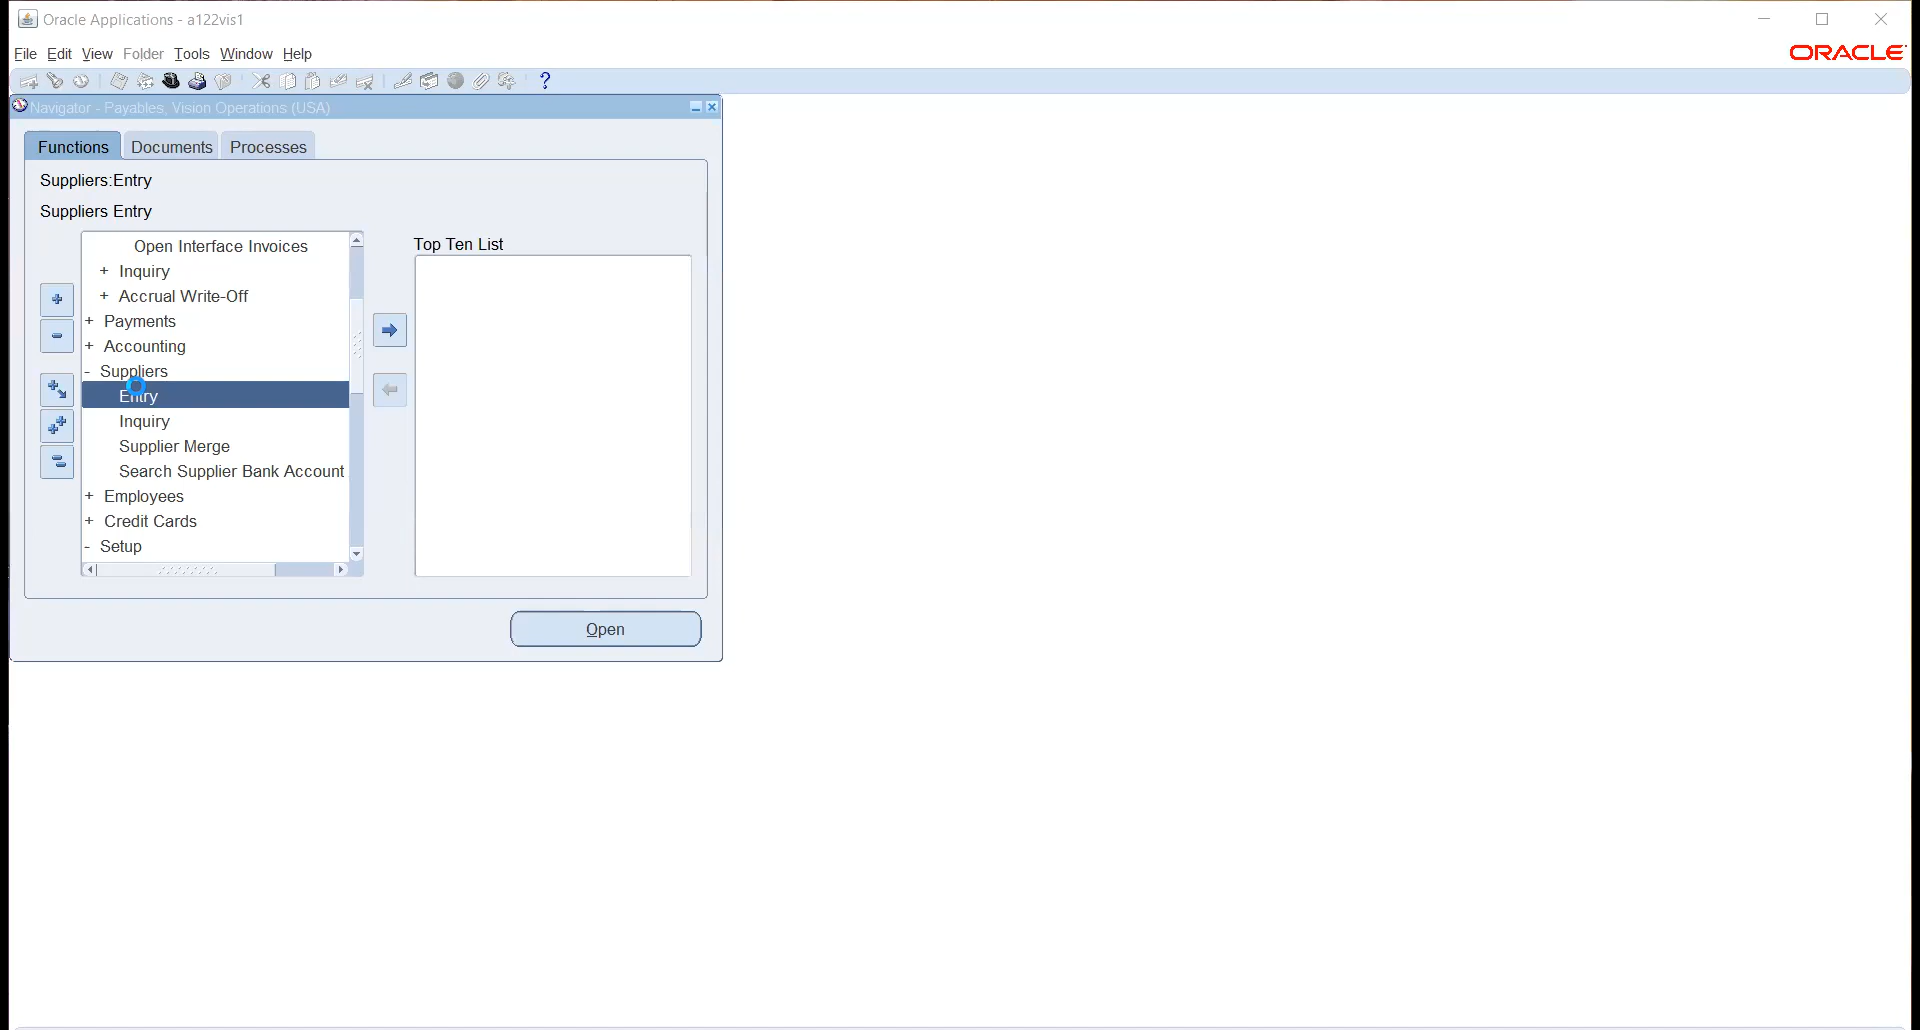 Oracle Applications - a122vis1
File Edit View Folder Tools Window Help
ORACLE
Navigator - Payables, Vision Operations (USA)
Functions Documents Processes
Suppliers:Entry
Suppliers Entry
Top Ten List
Open Interface Invoices
+ Inquiry
+ Accrual Write-Off
+ Payments
+ Accounting
- Suppliers
Entry
Inquiry
Supplier Merge
Search Supplier Bank Account
+ Employees
+ Credit Cards
- Setup
Open